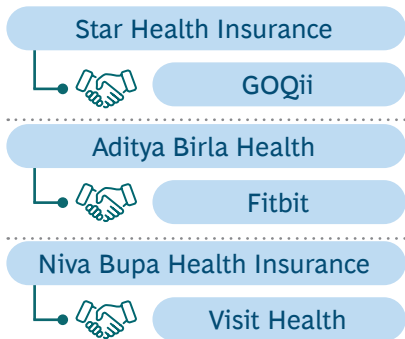 Star Health Insurance
GOQii
Aditya Birla Health
Fitbit
Niva Bupa Health Insurance
Visit Health